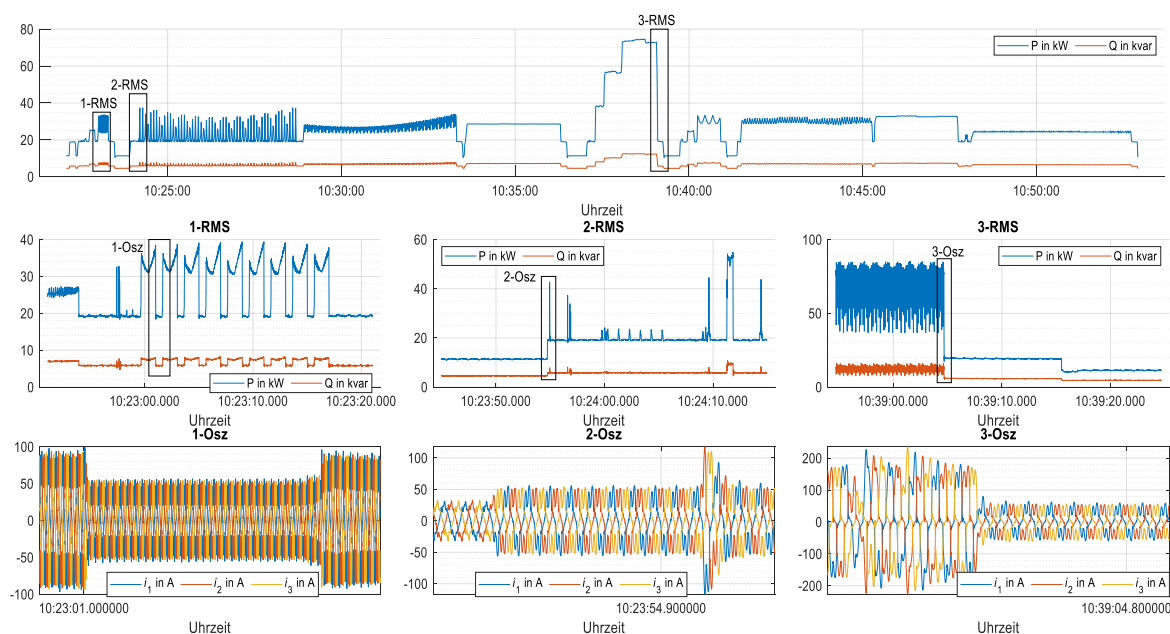 3-RMS
80
60
40
20
0
2-RMS
1-RMS
P in kW Q in kvar
10:25:00 10:30:00 10:35:00 10:40:00 10:45:00 10:50:00
Uhrzeit
1-RMS
40
30
20
10
0
1-Osz
P in kW Q in kvar
10:23:00.000 10:23:10.000 10:23:20.000
Uhrzeit
2-RMS
60
40
20
0
P in kW Q in kvar
2-Osz
10:23:50.000 10:24:00.000 10:24:10.000
Uhrzeit
3-RMS
100
50
0
3-Osz
P in kW Q in kvar
10:39:00.000 10:39:10.000 10:39:20.000
Uhrzeit
1-Osz
100
50
0
-50
-100
i1 in A i2 in A i3 in A
10:23:01.000000
Uhrzeit
2-Osz
100
50
0
-50
-100
i1 in A i2 in A i3 in A
10:23:54.900000
Uhrzeit
3-Osz
200
100
0
-100
-200
i1 in A i2 in A i3 in A
10:39:04.800000
Uhrzeit